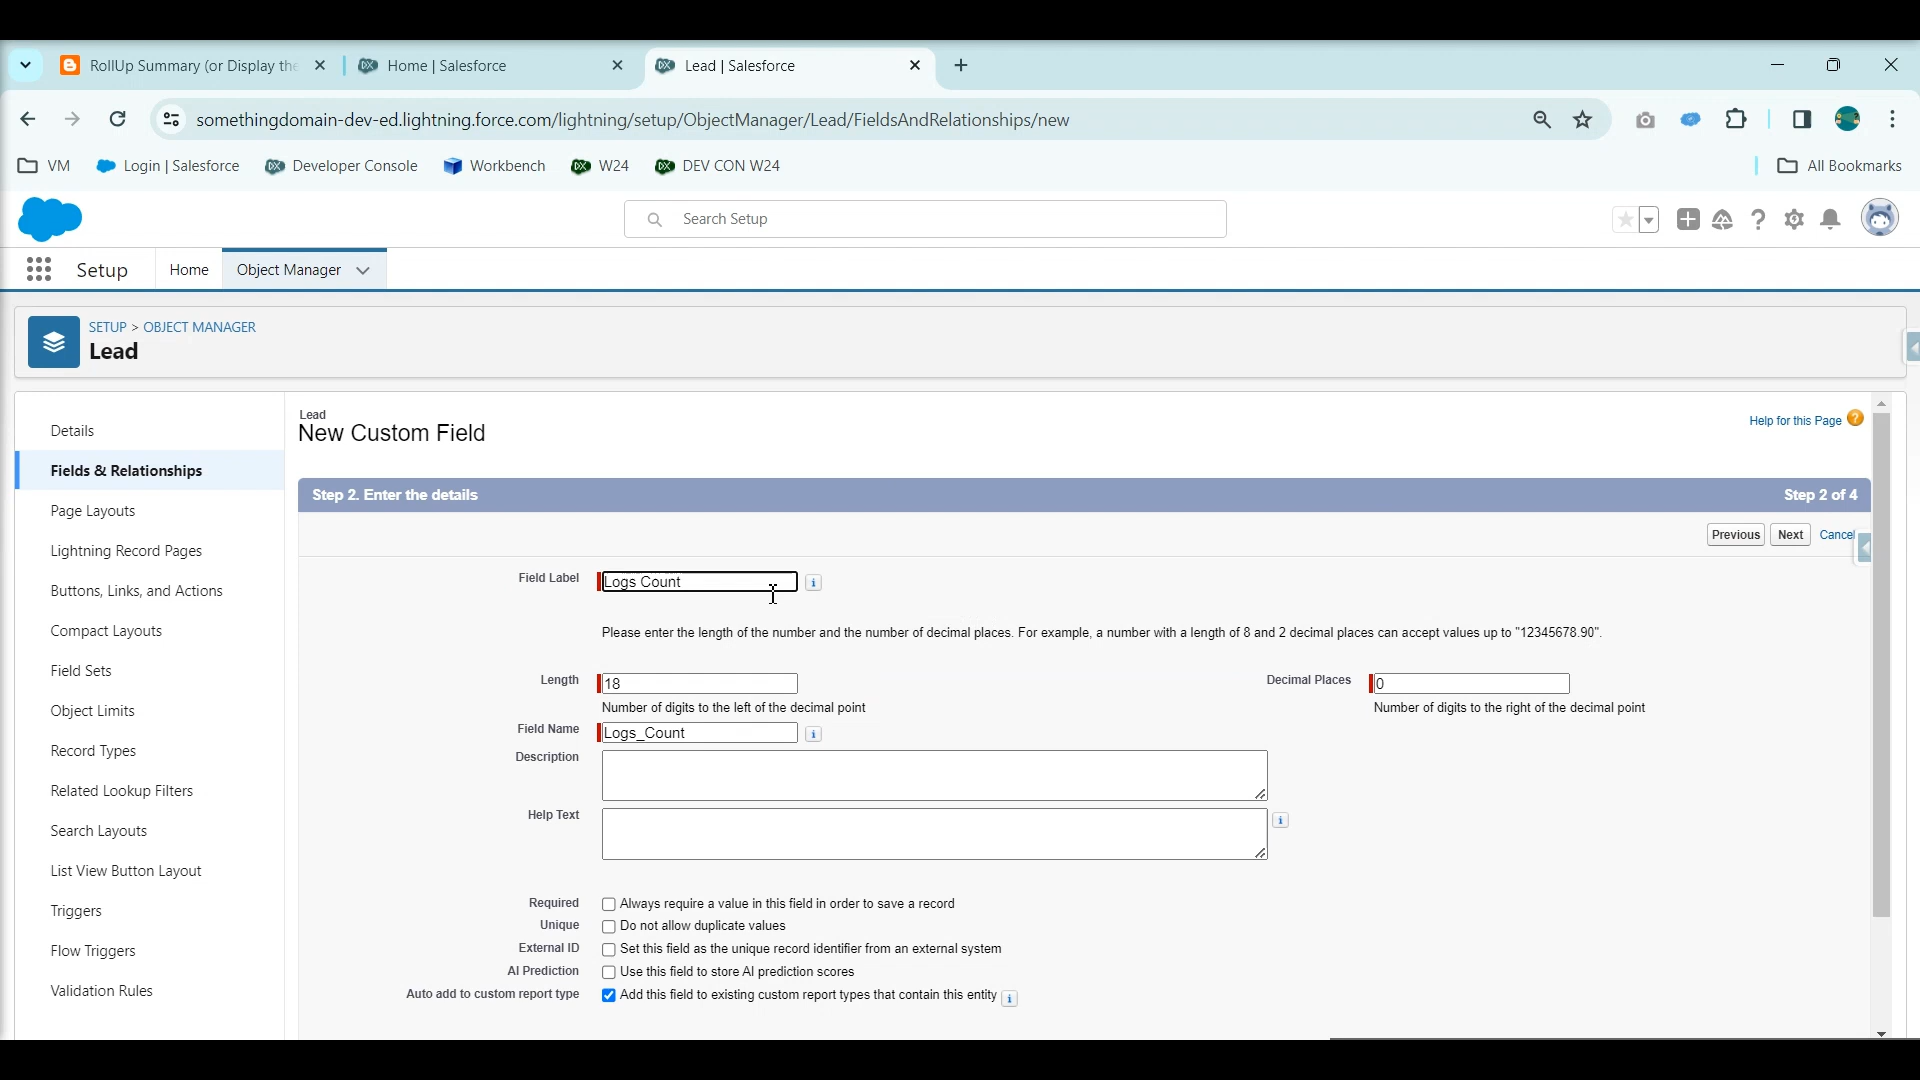 RollUp Summary (or Display the
Home | Salesforce
Lead | Salesforce
somethingdomain-dev-ed.lightning.force.com/lightning/setup/ObjectManager/Lead/FieldsAndRelationships/new
VM
Login | Salesforce
Developer Console
Workbench
W24
DEV CON W24
All Bookmarks
Search Setup
Setup
Home
Object Manager
SETUP > OBJECT MANAGER
Lead
Details
Fields & Relationships
Page Layouts
Lightning Record Pages
Buttons, Links, and Actions
Compact Layouts
Field Sets
Object Limits
Record Types
Related Lookup Filters
Search Layouts
List View Button Layout
Triggers
Flow Triggers
Validation Rules
Lead
New Custom Field
Help for this Page
Step 2. Enter the details
Step 2 of 4
Previous
Next
Cancel
Field Label
Logs Count
Please enter the length of the number and the number of decimal places. For example, a number with a length of 8 and 2 decimal places can accept values up to "12345678.90".
Length
18
Number of digits to the left of the decimal point
Decimal Places
0
Number of digits to the right of the decimal point
Field Name
Logs_Count
Description
Help Text
Required
Always require a value in this field in order to save a record
Unique
Do not allow duplicate values
External ID
Set this field as the unique record identifier from an external system
AI Prediction
Use this field to store AI prediction scores
Auto add to custom report type
Add this field to existing custom report types that contain this entity